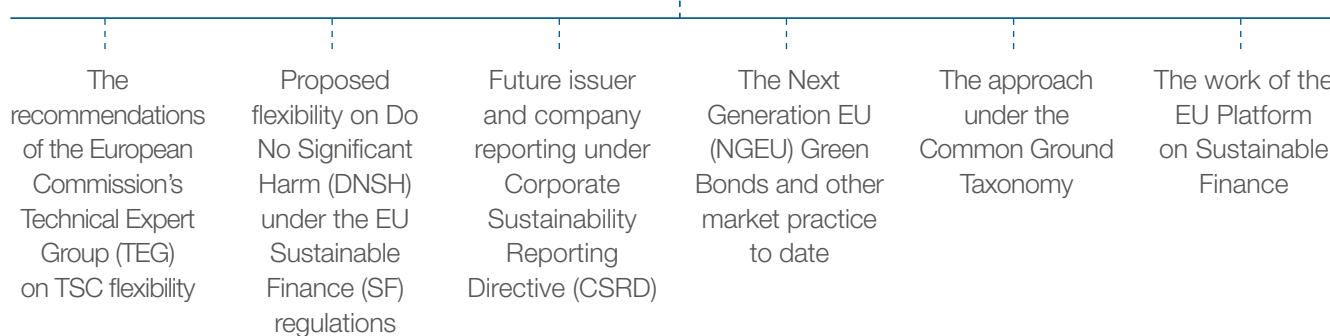 The
recommendations
of the European
Commission's
Technical Expert
Group (TEG)
on TSC flexibility
Proposed
flexibility on Do
No Significant
Harm (DNSH)
under the EU
Sustainable
Finance (SF)
regulations
Future issuer
and company
reporting under
Corporate
Sustainability
Reporting
Directive (CSRD)
The Next
Generation EU
(NGEU) Green
Bonds and other
market practice
to date
The approach
under the
Common Ground
Taxonomy
The work of the
EU Platform
on Sustainable
Finance